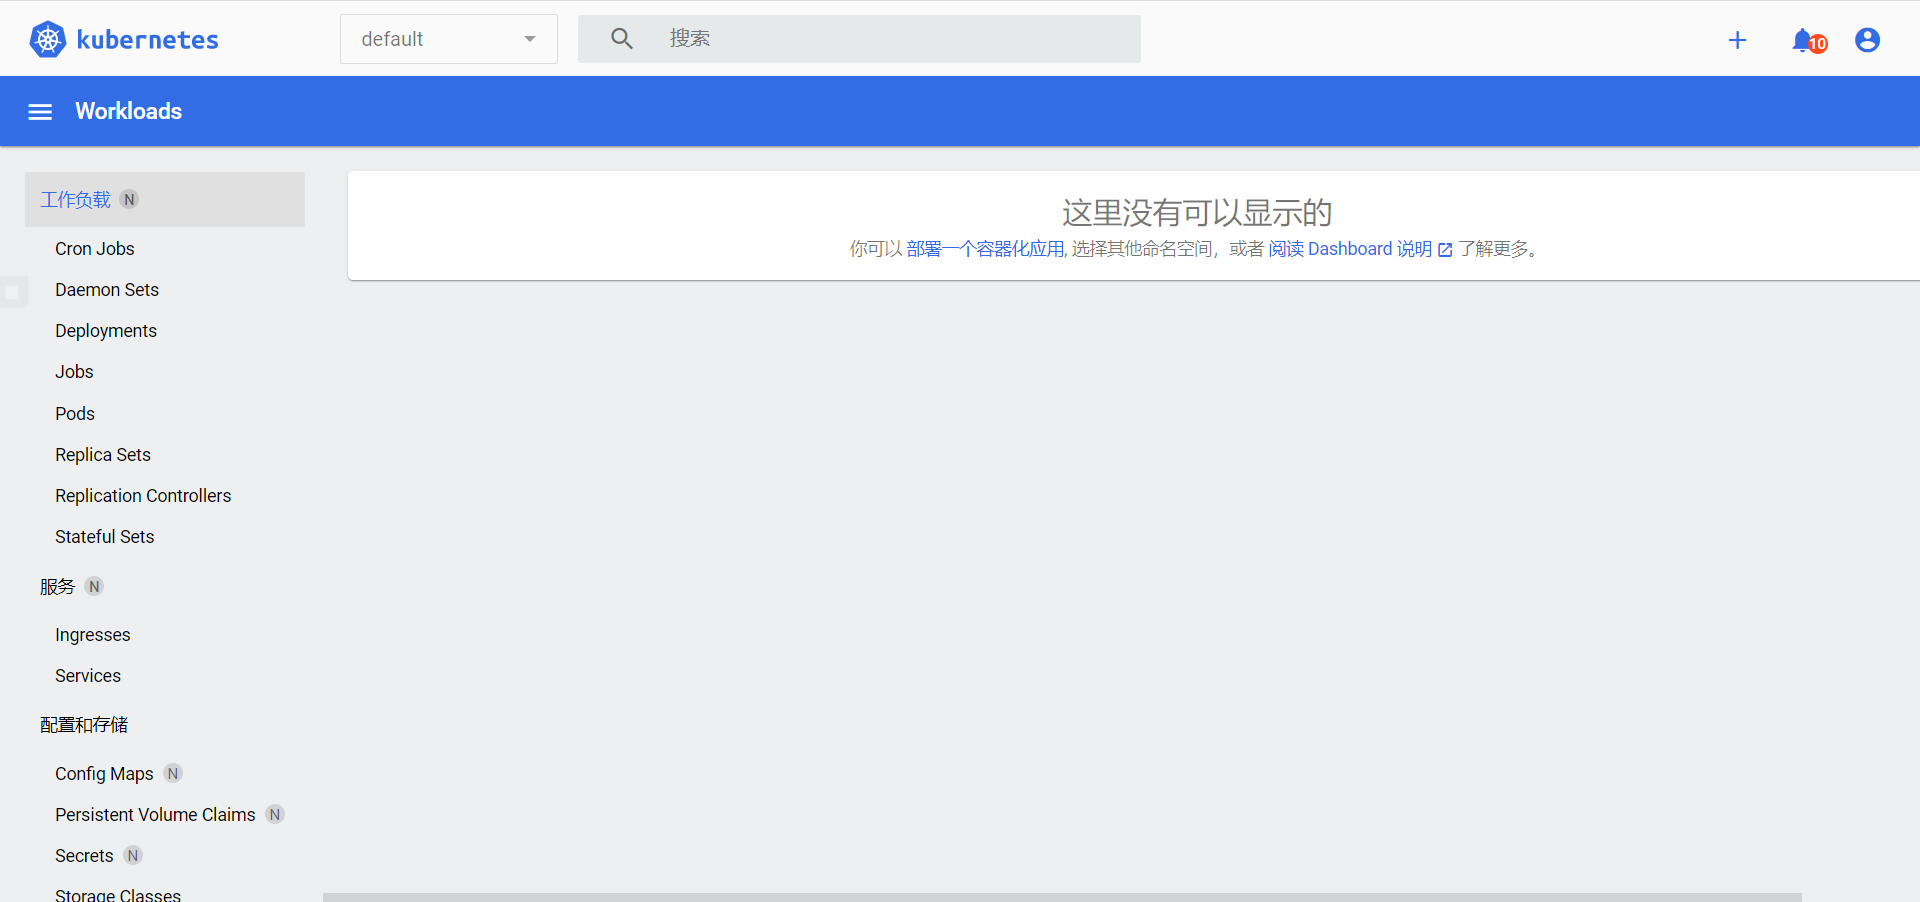 kubernetes
default
搜索
10
Workloads
工作负载 N
Cron Jobs
Daemon Sets
Deployments
Jobs
Pods
Replica Sets
Replication Controllers
Stateful Sets
服务 N
Ingresses
Services
配置和存储
Config Maps N
Persistent Volume Claims N
Secrets N
Storage Classes
这里没有可以显示的
你可以 部署一个容器化应用, 选择其他命名空间，或者 阅读 Dashboard 说明 了解更多。